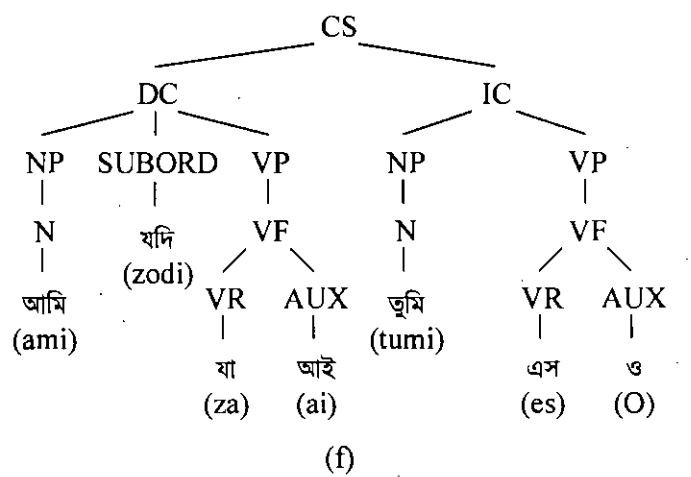 CS
DC IC
NP SUBORD VP NP VP
N যদি VF N VF
(zodi)
আমি VR AUX তুমি VR AUX
(ami) (tumi)
যা আই এস ও
(za) (ai) (es) (O)
(f)